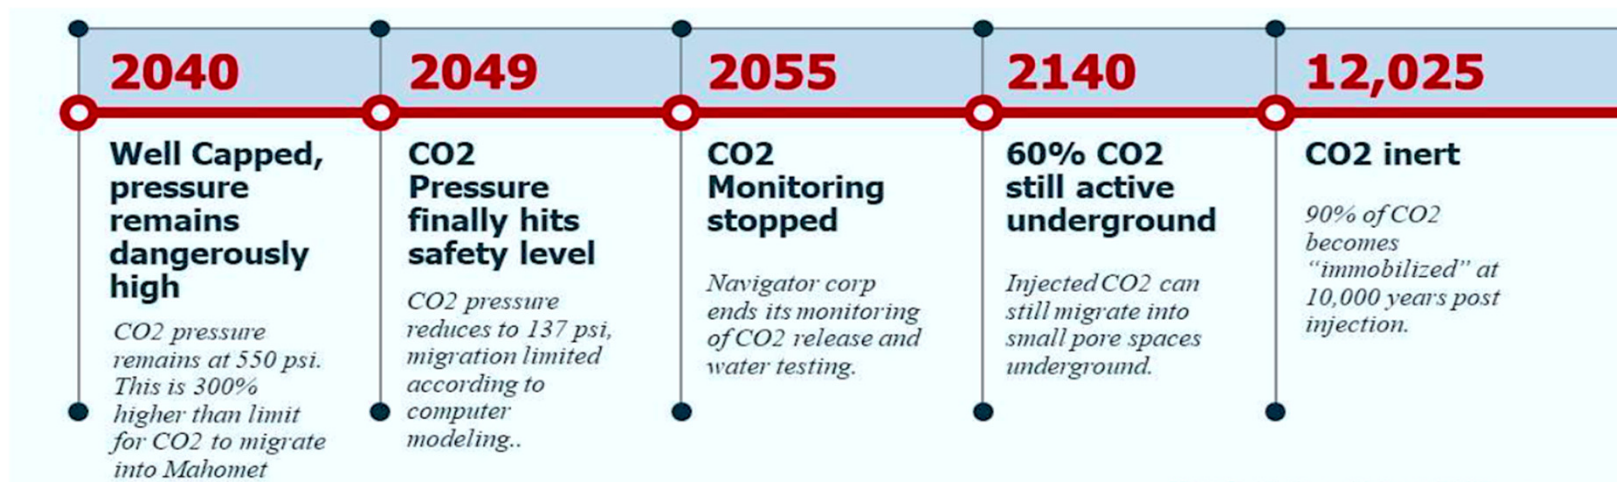 2040
Well Capped,
pressure
remains
dangerously
high
CO2 pressure
remains at 550 psi.
This is 300%
higher than limit
for CO2 to migrate
into Mahomet
2049
CO2
Pressure
finally hits
safety level
CO2 pressure
reduces to 137 psi,
migration limited
according to
computer
modeling..
2055
CO2
Monitoring
stopped
Navigator corp
ends its monitoring
of CO2 release and
water testing.
2140
60% CO2
still active
underground
Injected CO2 can
still migrate into
small pore spaces
underground.
12,025
CO2 inert
90% of CO2
becomes
“immobilized” at
10,000 years post
injection.